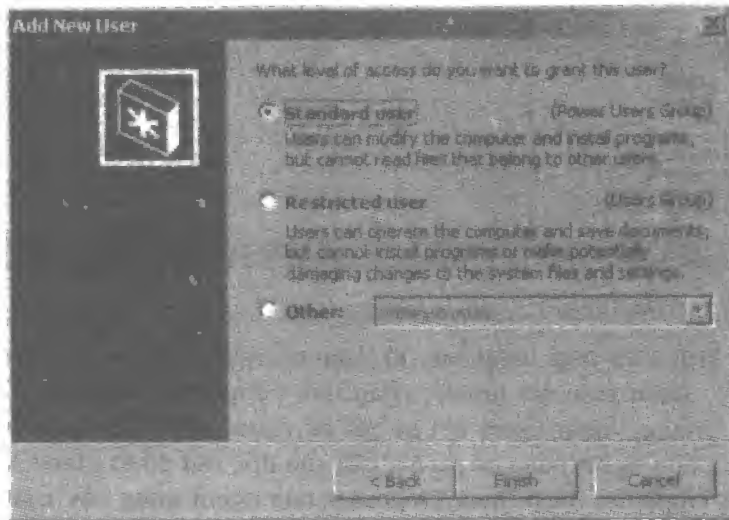 Add New User
What level of access do you want to grant this user?
Standard user (Power Users Group)
Users can modify the computer and install programs,
but cannot read files that belong to other users.
Restricted user (Users Group)
Users can operate the computer and save documents,
but cannot install programs or make potentially
damaging changes to the system files and settings.
Other:
< Back Finish Cancel